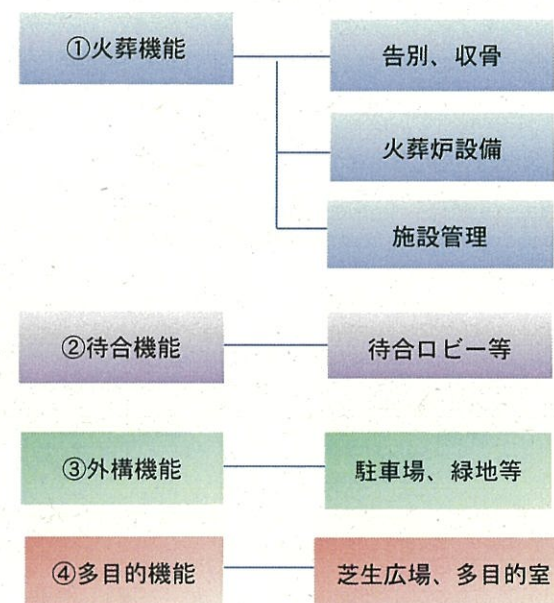 ①火葬機能
告別、収骨
火葬炉設備
施設管理
②待合機能
待合ロビー等
③外構機能
駐車場、緑地等
④多目的機能
芝生広場、多目的室